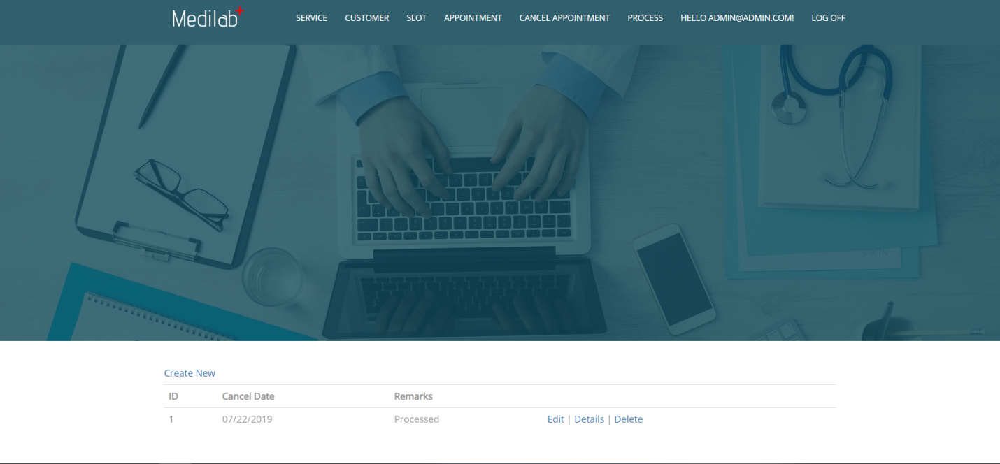 Medilab
SERVICE CUSTOMER SLOT APPOINTMENT CANCEL APPOINTMENT PROCESS HELLO ADMIN@ADMIN.COM! LOG OFF
NEWS
Create New
ID Cancel Date Remarks
1 07/22/2019 Processed Edit | Details | Delete